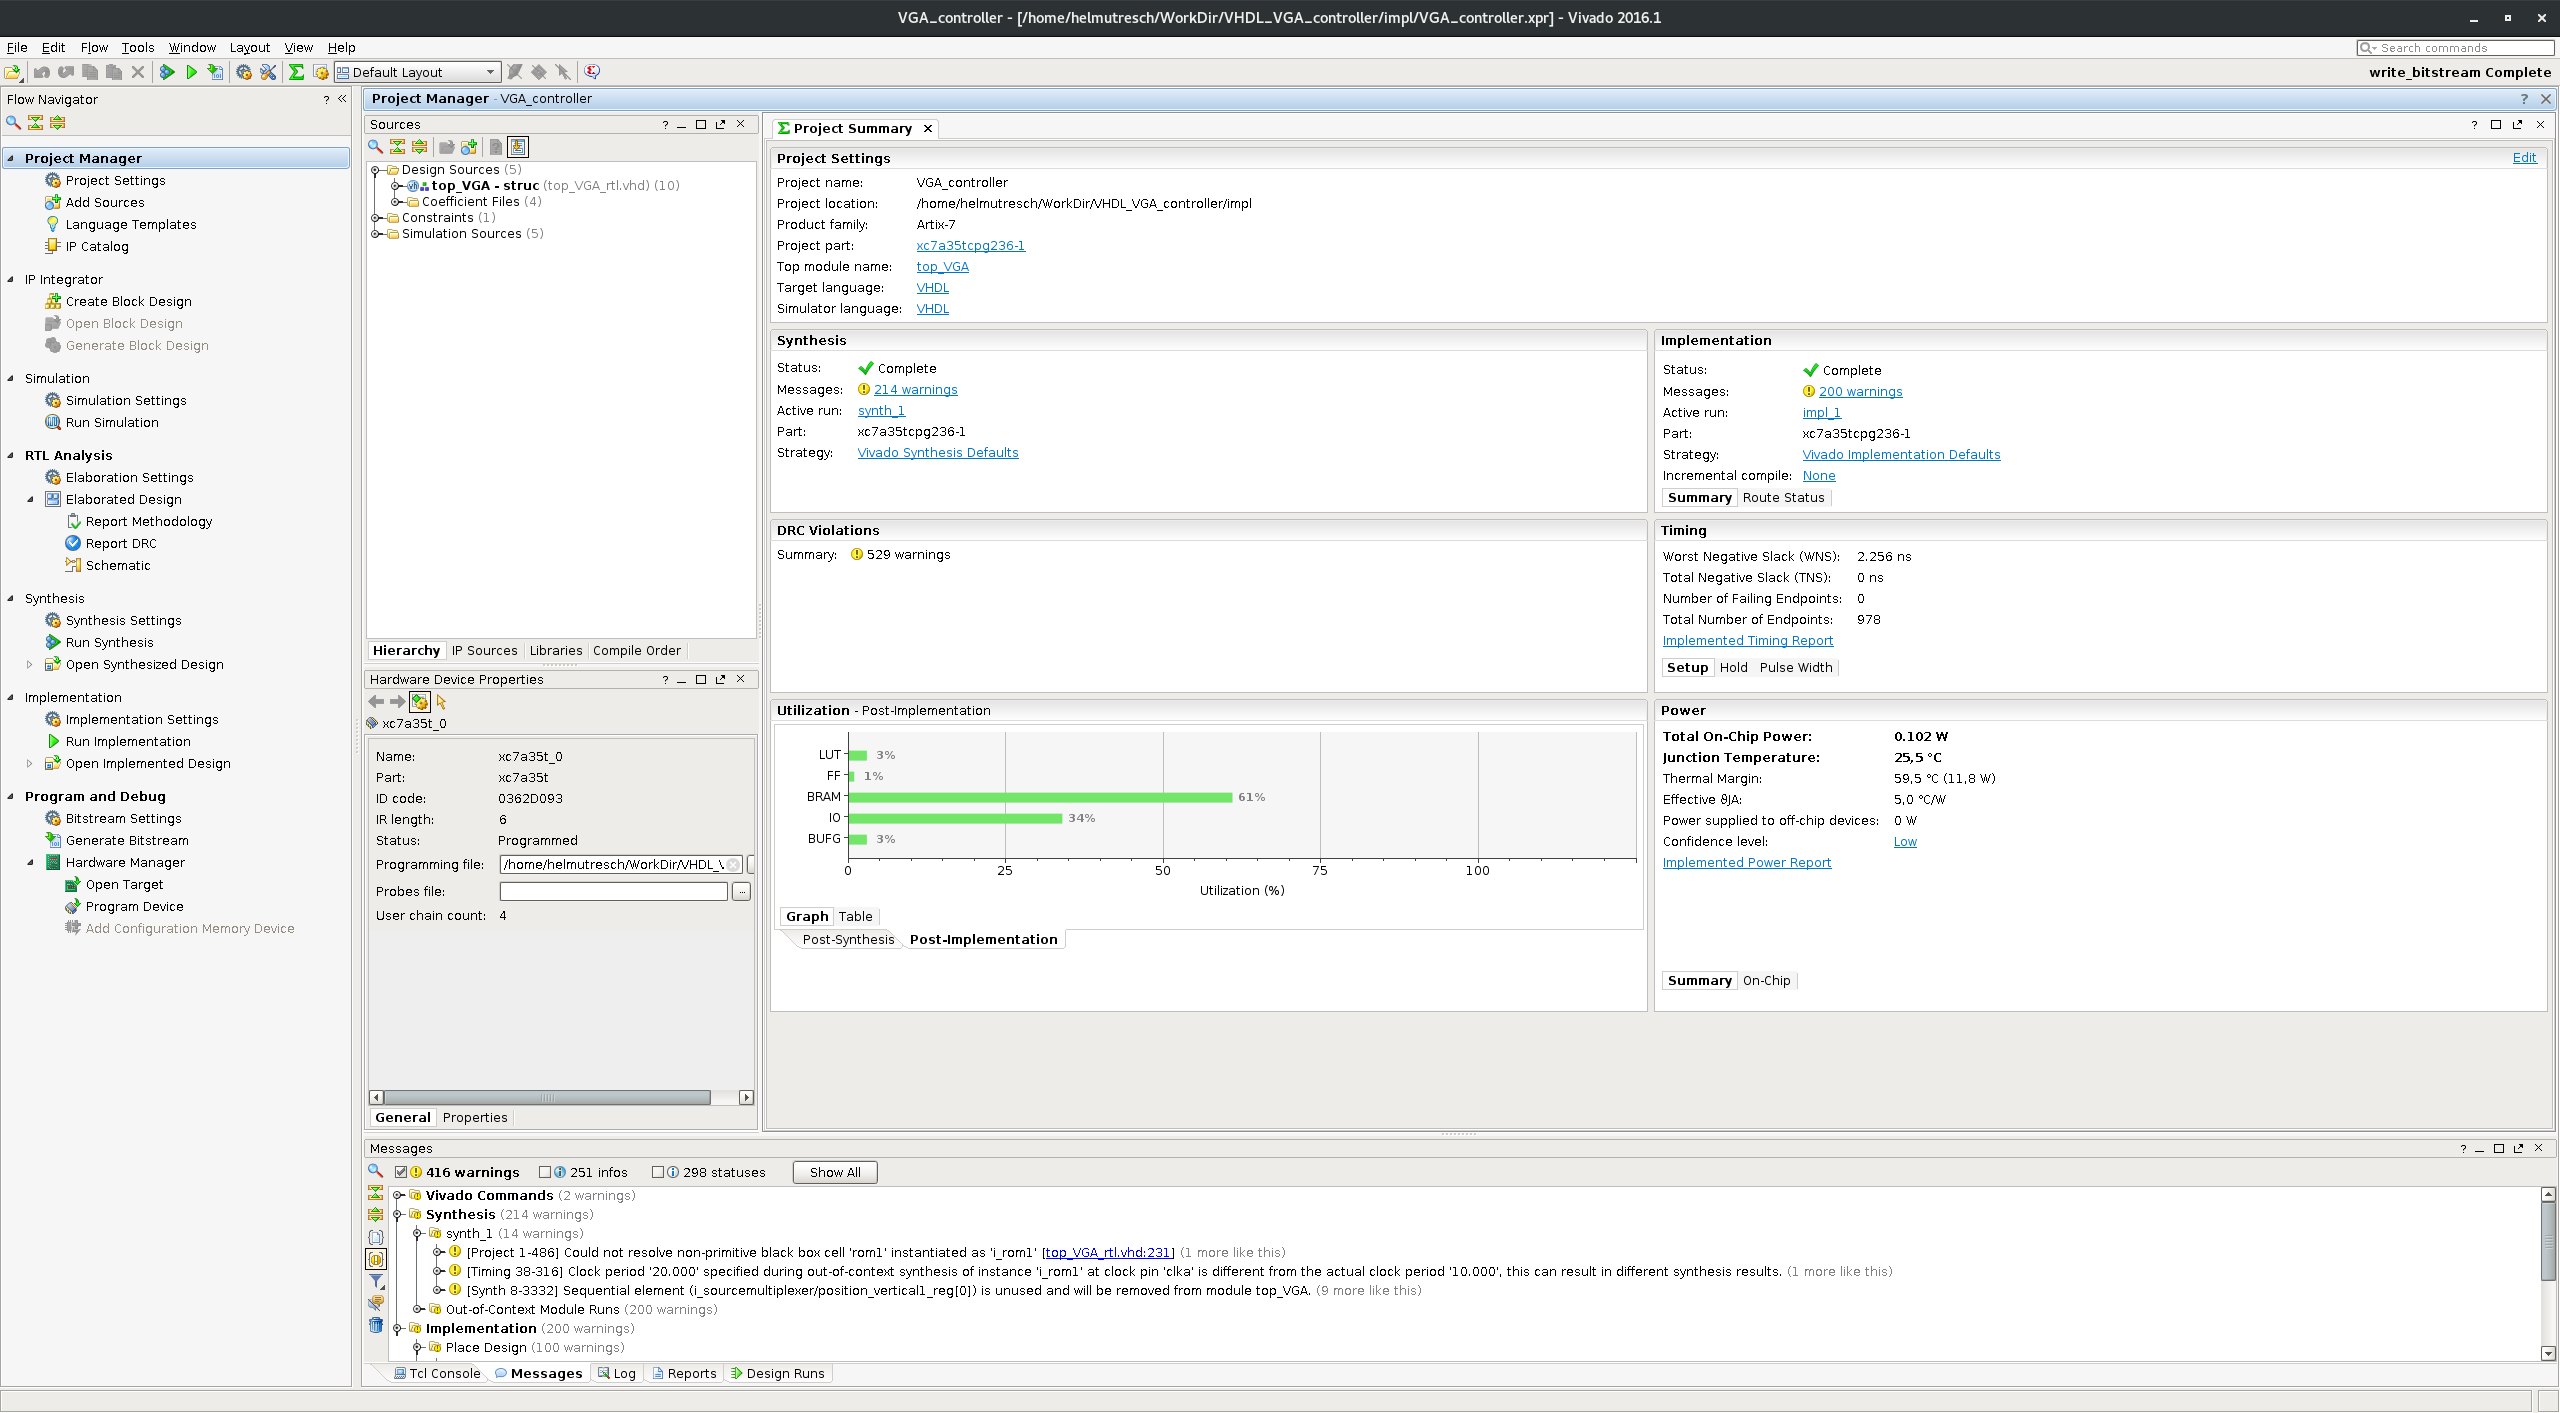 VGA_controller - [/home/helmutresch/WorkDir/VHDL_VGA_controller/impl/VGA_controller.xpr] - Vivado 2016.1
File Edit Flow Tools Window Layout View Help
Search commands
Default Layout
write_bitstream Complete
Flow Navigator
Project Manager
Project Settings
Add Sources
Language Templates
IP Catalog
IP Integrator
Create Block Design
Open Block Design
Generate Block Design
Simulation
Simulation Settings
Run Simulation
RTL Analysis
Elaboration Settings
Elaborated Design
Report Methodology
Report DRC
Schematic
Synthesis
Synthesis Settings
Run Synthesis
Open Synthesized Design
Implementation
Implementation Settings
Run Implementation
Open Implemented Design
Program and Debug
Bitstream Settings
Generate Bitstream
Hardware Manager
Open Target
Program Device
Add Configuration Memory Device
Project Manager - VGA_controller
Sources
Design Sources (5)
top_VGA - struc (top_VGA_rtl.vhd) (10)
Coefficient Files (4)
Constraints (1)
Simulation Sources (5)
Hierarchy IP Sources Libraries Compile Order
Hardware Device Properties
xc7a35t_0
Name: xc7a35t_0
Part: xc7a35t
ID code: 0362D093
IR length: 6
Status: Programmed
Programming file: /home/helmutresch/WorkDir/VHDL_V
Probes file:
User chain count: 4
General Properties
Project Summary
Project Settings
Edit
Project name: VGA_controller
Project location: /home/helmutresch/WorkDir/VHDL_VGA_controller/impl
Product family: Artix-7
Project part: xc7a35tcpg236-1
Top module name: top_VGA
Target language: VHDL
Simulator language: VHDL
Synthesis
Status: Complete
Messages: 214 warnings
Active run: synth_1
Part: xc7a35tcpg236-1
Strategy: Vivado Synthesis Defaults
Implementation
Status: Complete
Messages: 200 warnings
Active run: impl_1
Part: xc7a35tcpg236-1
Strategy: Vivado Implementation Defaults
Incremental compile: None
Summary Route Status
DRC Violations
Summary: 529 warnings
Timing
Worst Negative Slack (WNS): 2.256 ns
Total Negative Slack (TNS): 0 ns
Number of Failing Endpoints: 0
Total Number of Endpoints: 978
Implemented Timing Report
Setup Hold Pulse Width
Utilization - Post-Implementation
LUT 3%
FF 1%
BRAM 61%
IO 34%
BUFG 3%
0 25 50 75 100
Utilization (%)
Graph Table
Post-Synthesis Post-Implementation
Power
Total On-Chip Power: 0.102 W
Junction Temperature: 25,5 °C
Thermal Margin: 59,5 °C (11,8 W)
Effective ϑJA: 5,0 °C/W
Power supplied to off-chip devices: 0 W
Confidence level: Low
Implemented Power Report
Summary On-Chip
Messages
416 warnings 251 infos 298 statuses Show All
Vivado Commands (2 warnings)
Synthesis (214 warnings)
synth_1 (14 warnings)
[Project 1-486] Could not resolve non-primitive black box cell 'rom1' instantiated as 'i_rom1' [top_VGA_rtl.vhd:231] (1 more like this)
[Timing 38-316] Clock period '20.000' specified during out-of-context synthesis of instance 'i_rom1' at clock pin 'clka' is different from the actual clock period '10.000', this can result in different synthesis results. (1 more like this)
[Synth 8-3332] Sequential element (i_sourcemultiplexer/position_vertical1_reg[0]) is unused and will be removed from module top_VGA. (9 more like this)
Out-of-Context Module Runs (200 warnings)
Implementation (200 warnings)
Place Design (100 warnings)
Tcl Console Messages Log Reports Design Runs